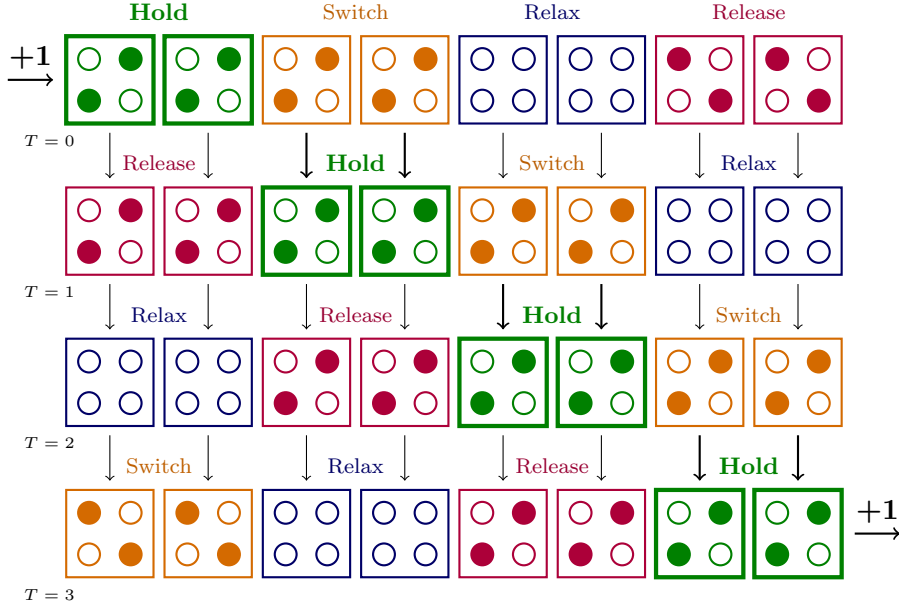 Hold Switch Relax Release
+1
T = 0
Release Hold Switch Relax
T = 1
Relax Release Hold Switch
T = 2
Switch Relax Release Hold
+1
T = 3